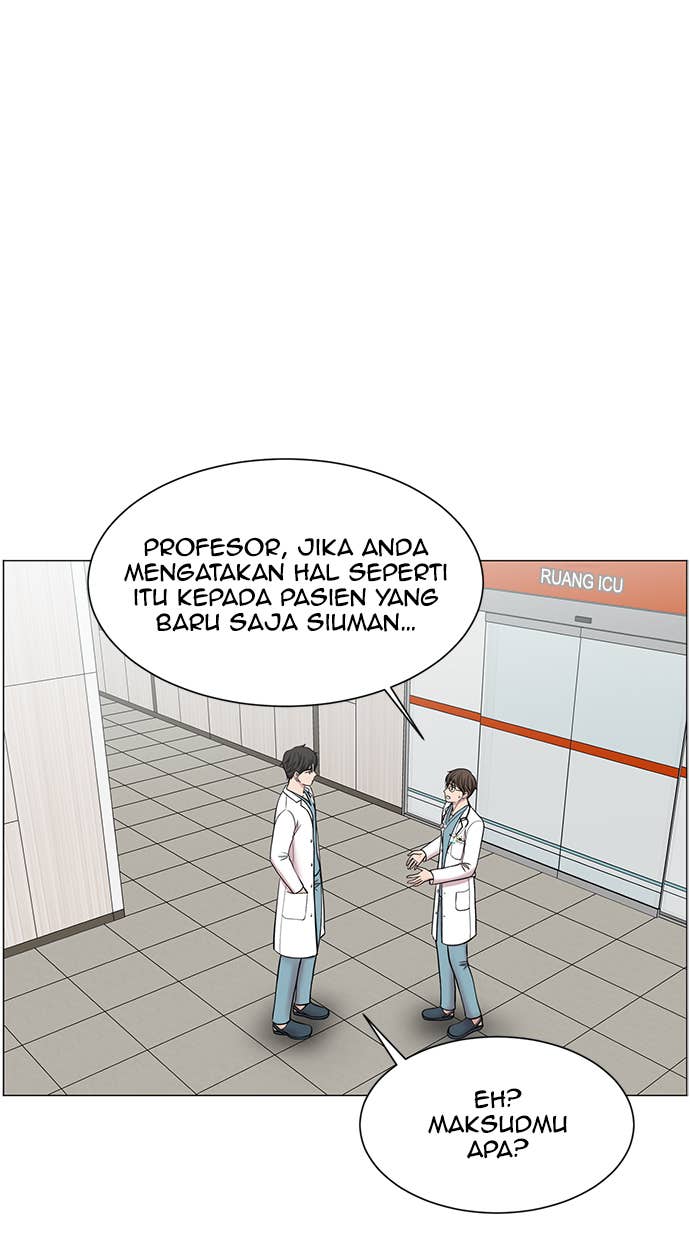 PROFESOR, JIKA ANDA
MENGATAKAN HAL SEPERTI
ITU KEPADA PASIEN YANG
BARU SAJA SIUMAN...
RUANG ICU
EH?
MAKSUDMU
APA?